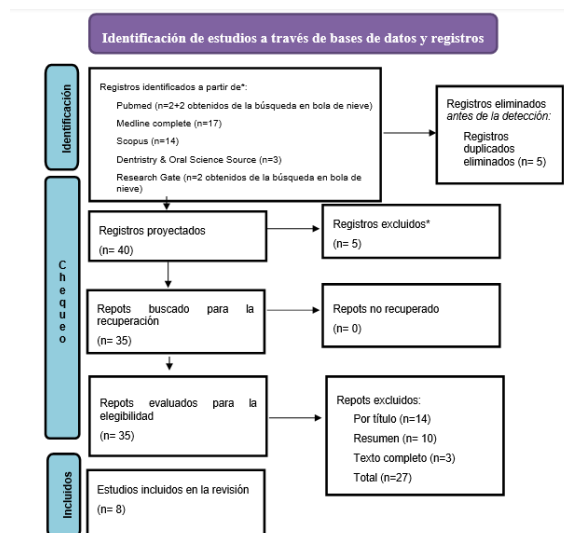 Identificación de estudios a través de bases de datos y registros
Identificación
Registros identificados a partir de*:
Pubmed (n=2+2 obtenidos de la búsqueda en bola de nieve)
Medline complete (n=17)
Scopus (n=14)
Dentristry & Oral Science Source (n=3)
Research Gate (n=2 obtenidos de la búsqueda en bola de
nieve)
Registros eliminados
antes de la detección:
Registros
duplicados
eliminados (n= 5)
Chequeo
Registros proyectados
(n= 40)
Registros excluidos*
(n= 5)
Repots buscado para la
recuperación
(n= 35)
Repots no recuperado
(n= 0)
Repots evaluados para la
elegibilidad
(n= 35)
Repots excluidos:
Por título (n=14)
Resumen (n= 10)
Texto completo (n=3)
Total (n=27)
Incluidos
Estudios incluidos en la revisión
(n= 8)